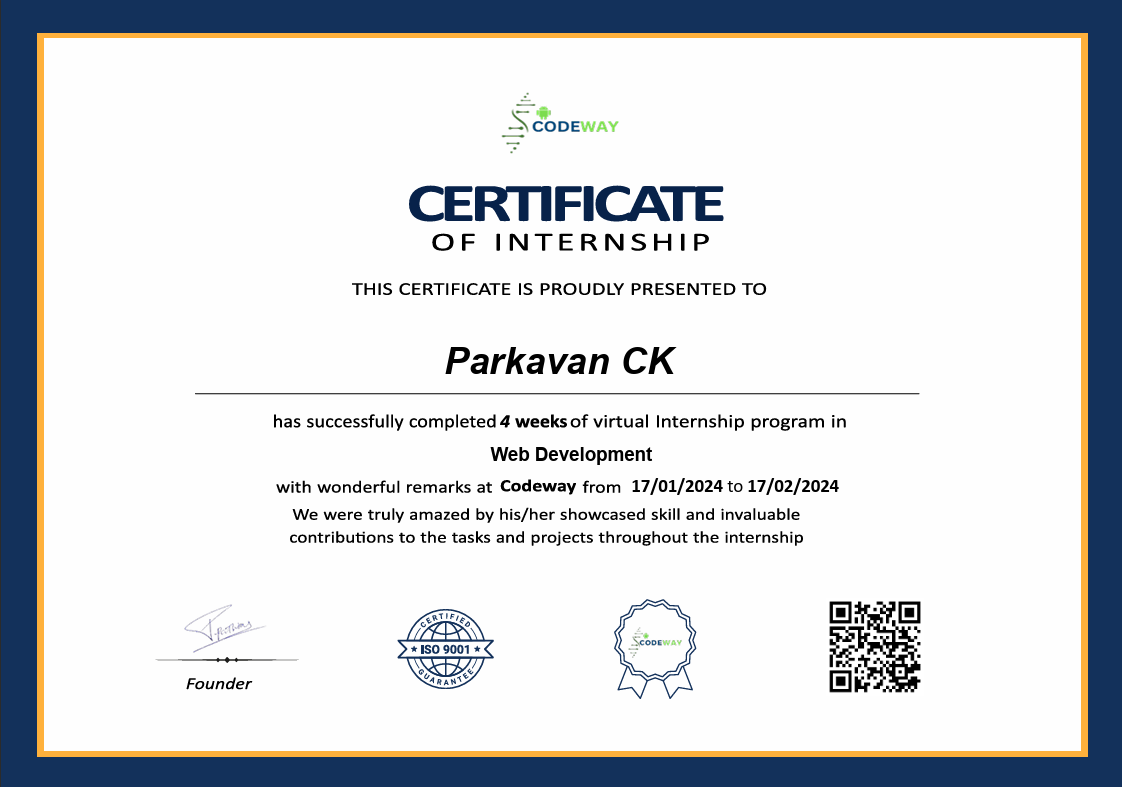 CODEWAY
CERTIFICATE
OF INTERNSHIP
THIS CERTIFICATE IS PROUDLY PRESENTED TO
Parkavan CK
has successfully completed 4 weeks of virtual Internship program in
Web Development
with wonderful remarks at Codeway from 17/01/2024 to 17/02/2024
We were truly amazed by his/her showcased skill and invaluable
contributions to the tasks and projects throughout the internship
Founder
CERTIFIED
ISO 9001
GUARANTEE
CODEWAY